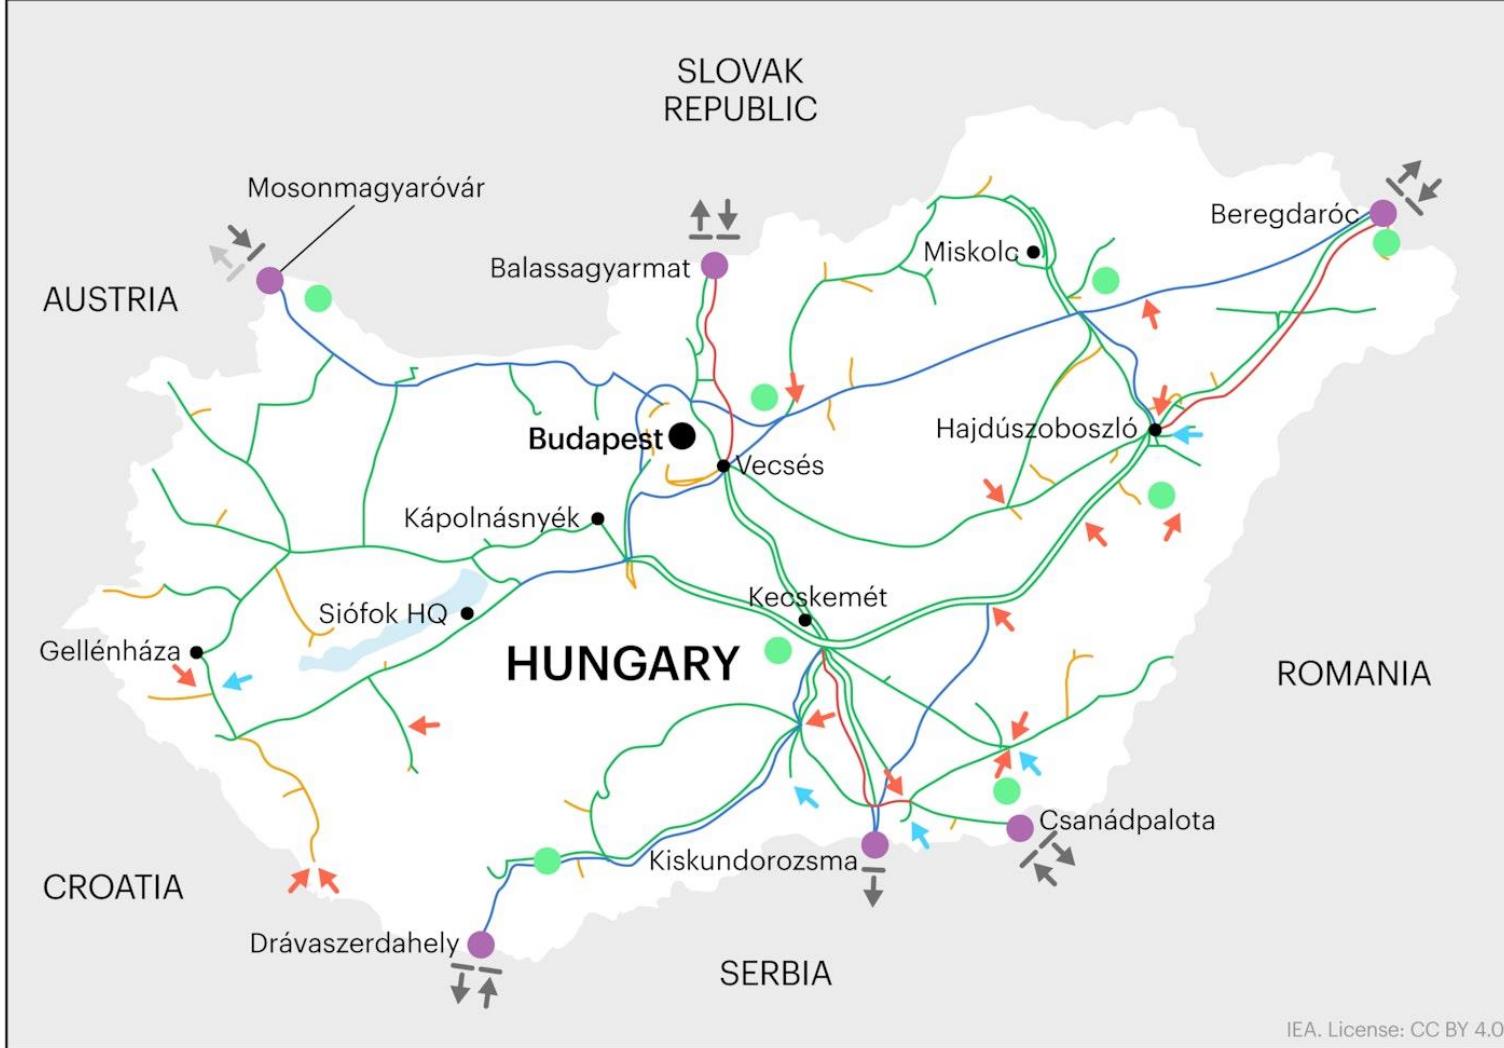 SLOVAK
REPUBLIC
Mosonmagyaróvár
Beregdaróc
Miskolc
Balassagyarmat
AUSTRIA
Hajdúszoboszló
Budapest
Vecsés
Kápolnásnyék
Kecskemét
Siófok HQ
Gellénháza
HUNGARY
ROMANIA
Csanádpalota
Kiskundorozsma
CROATIA
Drávaszerdahely
SERBIA
IEA. License: CC BY 4.0